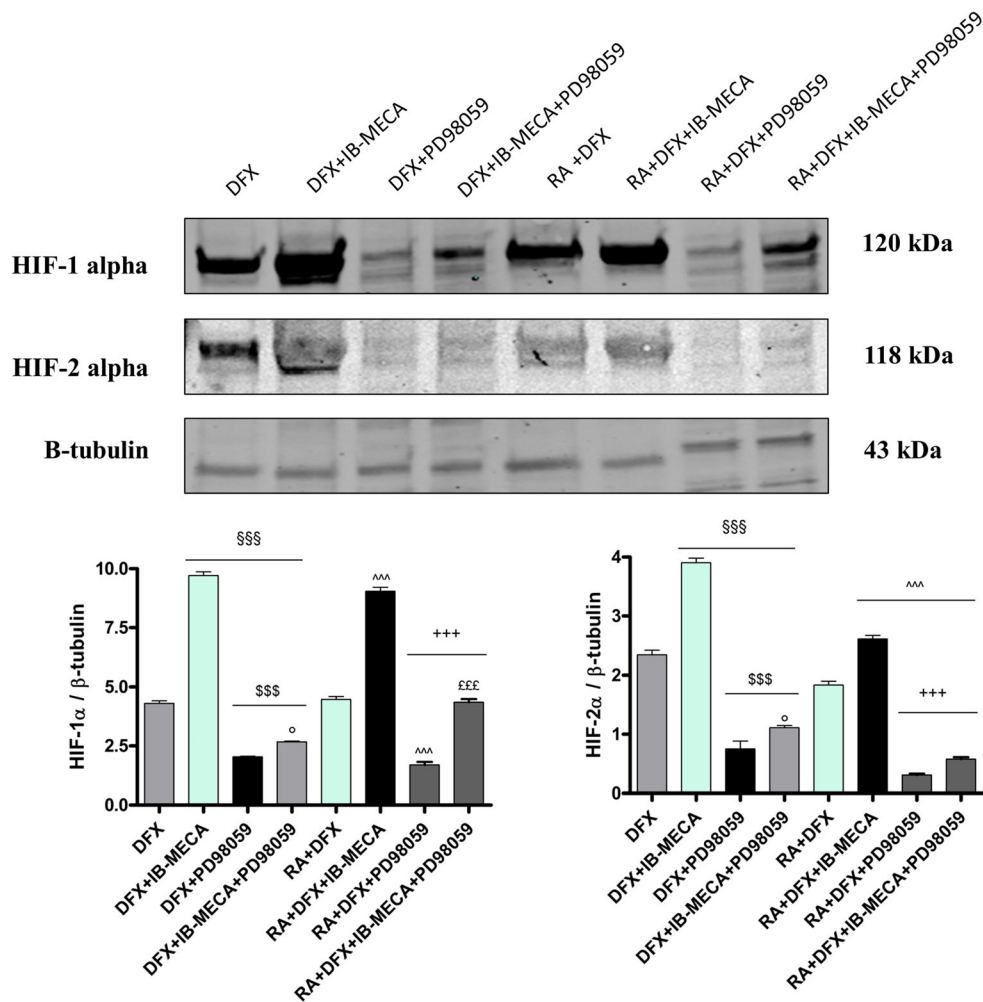 DFX
DFX+IB-MECA
DFX+PD98059
DFX+IB-MECA+PD98059
RA +DFX
RA+DFX+IB-MECA
RA+DFX+PD98059
RA+DFX+IB-MECA+PD98059
HIF-1 alpha
120 kDa
HIF-2 alpha
118 kDa
B-tubulin
43 kDa
HIF-1α / β-tubulin
10.0
7.5
5.0
2.5
0.0
§§§
$$$
°
^^^
+++
^^^
£££
DFX
DFX+IB-MECA
DFX+PD98059
DFX+IB-MECA+PD98059
RA+DFX
RA+DFX+IB-MECA
RA+DFX+PD98059
RA+DFX+IB-MECA+PD98059
HIF-2α / β-tubulin
4
3
2
1
0
§§§
$$$
°
^^^
+++
DFX
DFX+IB-MECA
DFX+PD98059
DFX+IB-MECA+PD98059
RA+DFX
RA+DFX+IB-MECA
RA+DFX+PD98059
RA+DFX+IB-MECA+PD98059